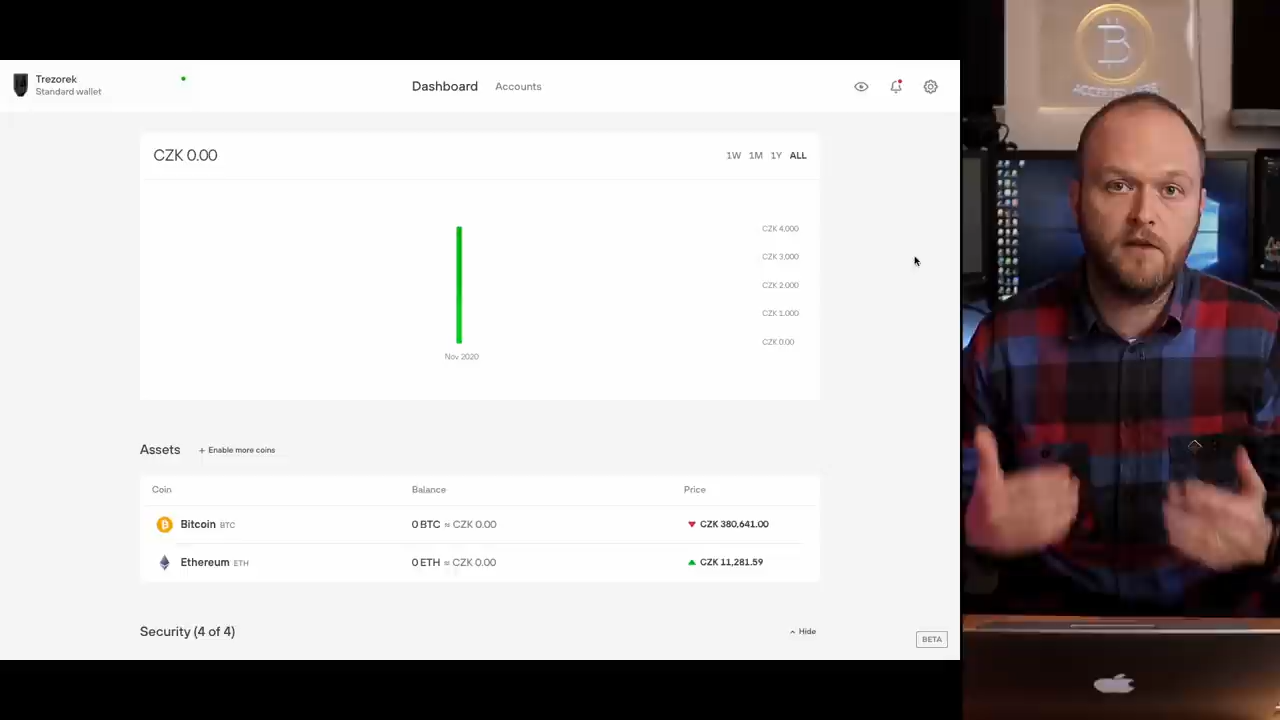 Trezorek
Standard wallet
Dashboard
Accounts
CZK 0.00
1W 1M 1Y ALL
CZK 4,000
CZK 3,000
CZK 2,000
CZK 1,000
CZK 0.00
Nov 2020
Assets
+ Enable more coins
Coin Balance Price
Bitcoin BTC 0 BTC ≈ CZK 0.00 CZK 380,641.00
Ethereum ETH 0 ETH ≈ CZK 0.00 CZK 11,281.59
Security (4 of 4)
Hide
BETA
ACCEPTED HERE